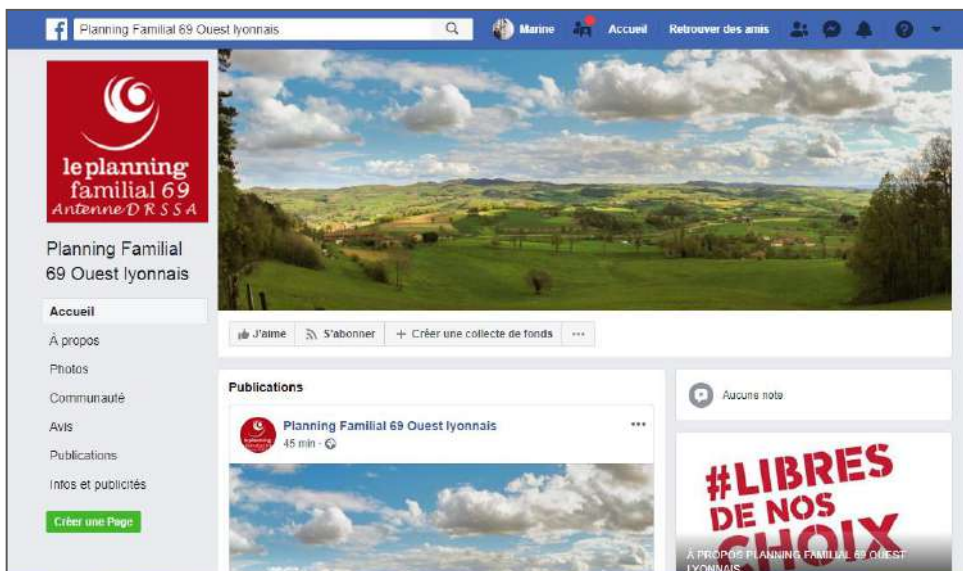 Planning Familial 69 Ouest lyonnais
Marine
Accueil
Retrouver des amis
le planning
familial 69
Antenne D R S S A
Planning Familial
69 Ouest lyonnais
Accueil
À propos
Photos
Communauté
Avis
Publications
Infos et publicités
Créer une Page
J'aime
S'abonner
+ Créer une collecte de fonds
...
Publications
Planning Familial 69 Ouest lyonnais
45 min ·
...
Aucune note
#LIBRES
DE NOS
CHOIX
À PROPOS PLANNING FAMILIAL 69 OUEST
LYONNAIS